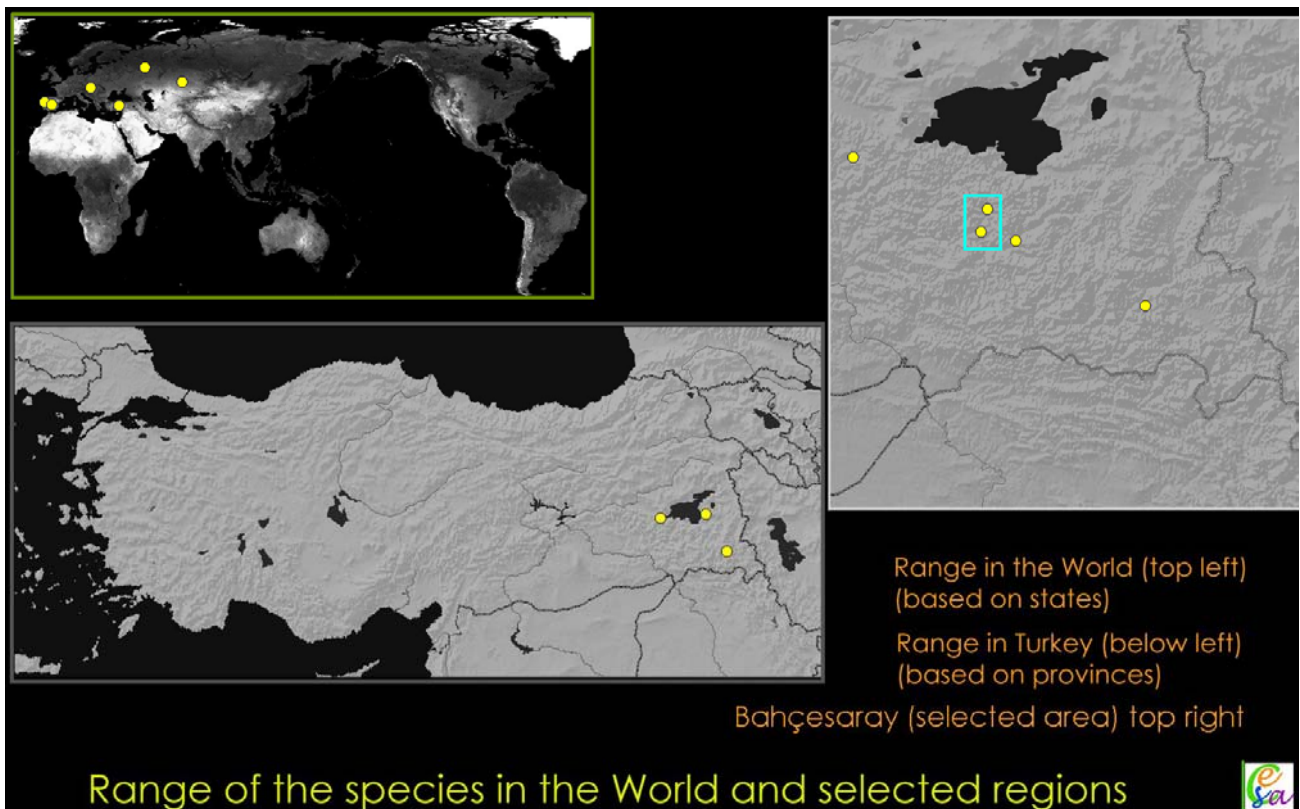 Range in the World (top left)
(based on states)
Range in Turkey (below left)
(based on provinces)
Bahçesaray (selected area) top right
Range of the species in the World and selected regions
esa